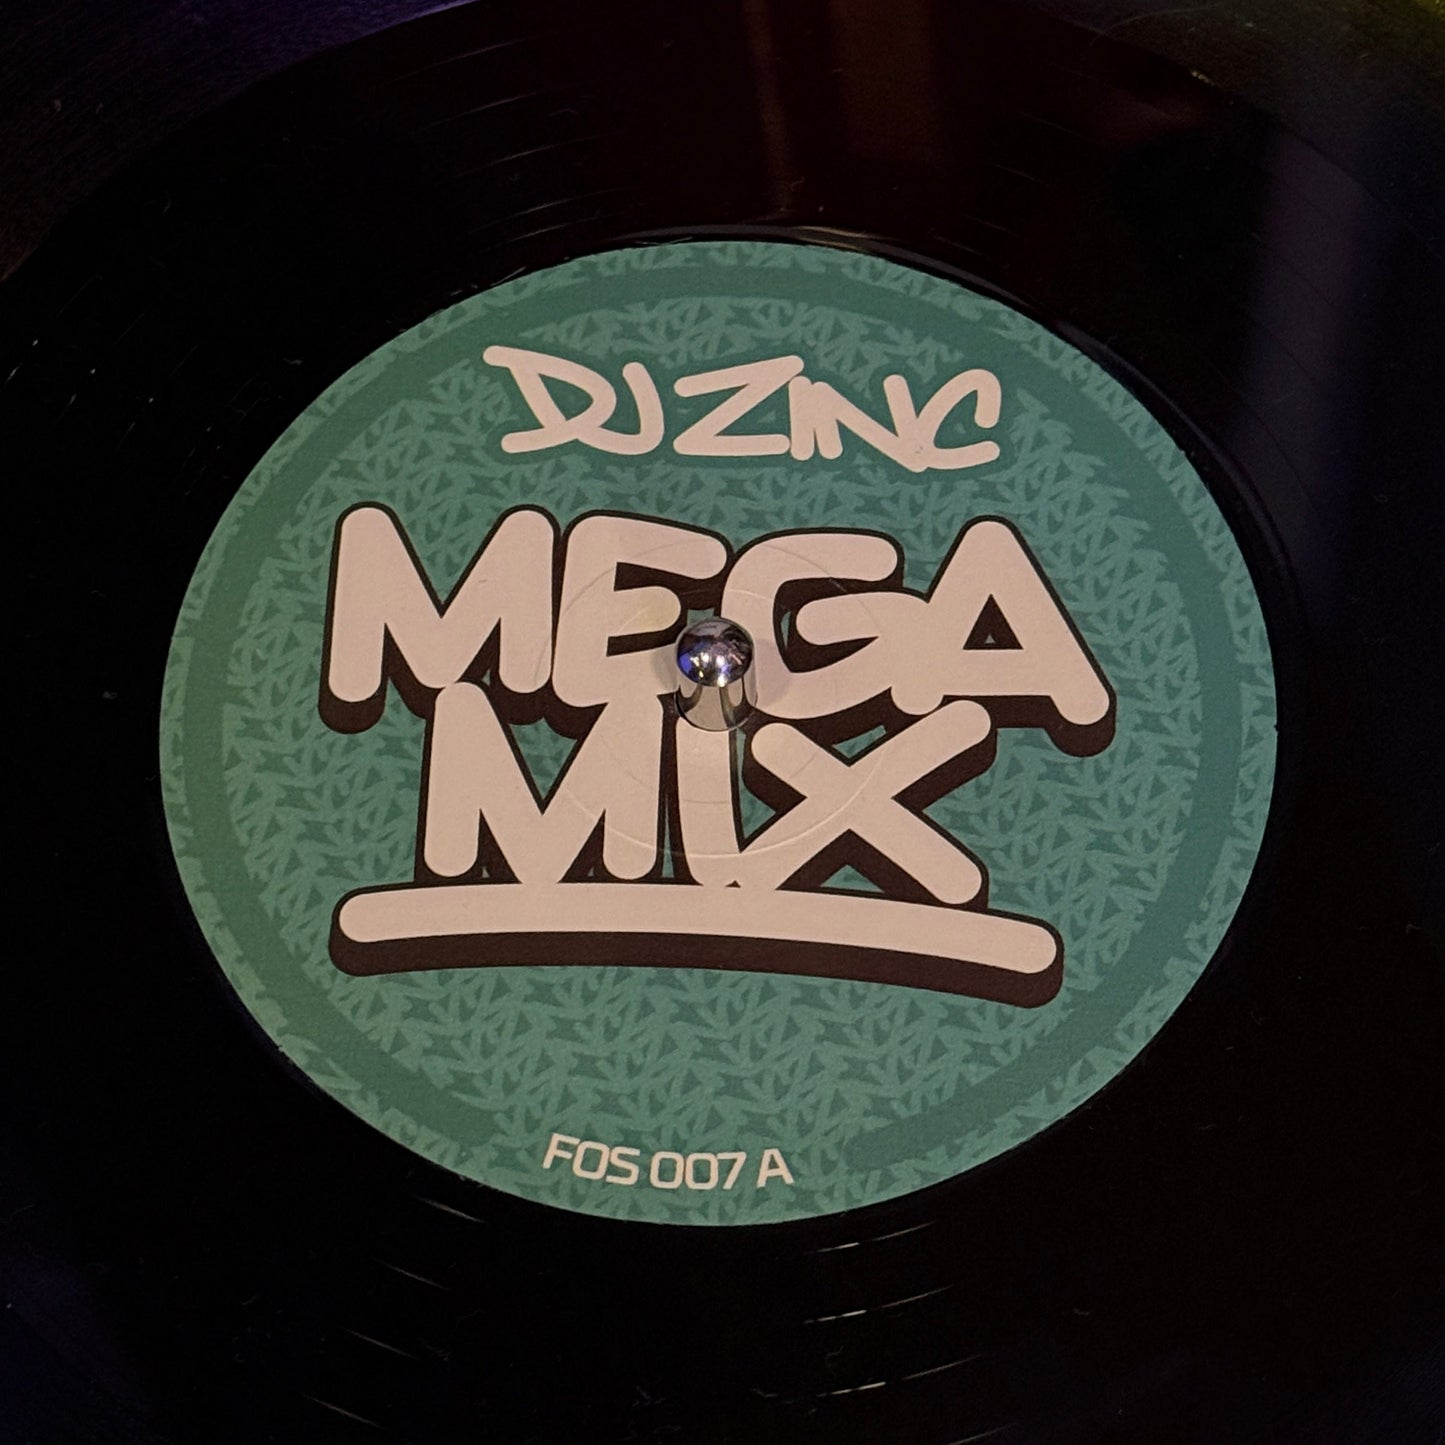 DJ ZINC
MEGA
MIX
FOS 007 A